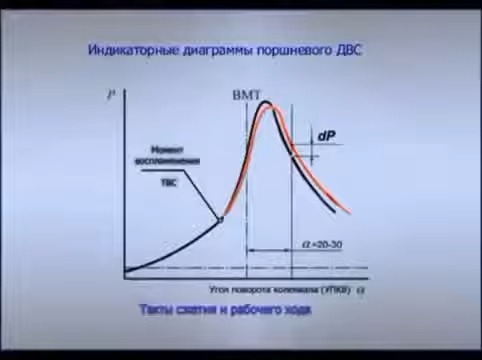 Индикаторные диаграммы поршневого ДВС
P
ВМТ
dP
Момент
воспламенения
ТВС
α =20-30
Угол поворота коленвала (УПКВ) α
Такты сжатия и рабочего хода